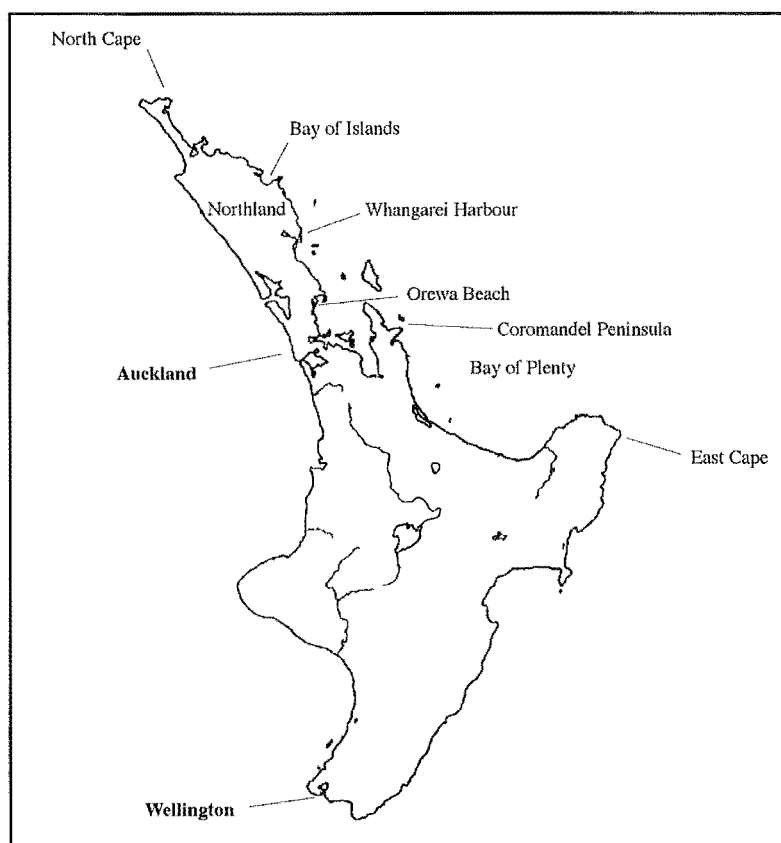 North Cape
Bay of Islands
Northland
Whangarei Harbour
Orewa Beach
Coromandel Peninsula
Auckland
Bay of Plenty
East Cape
Wellington